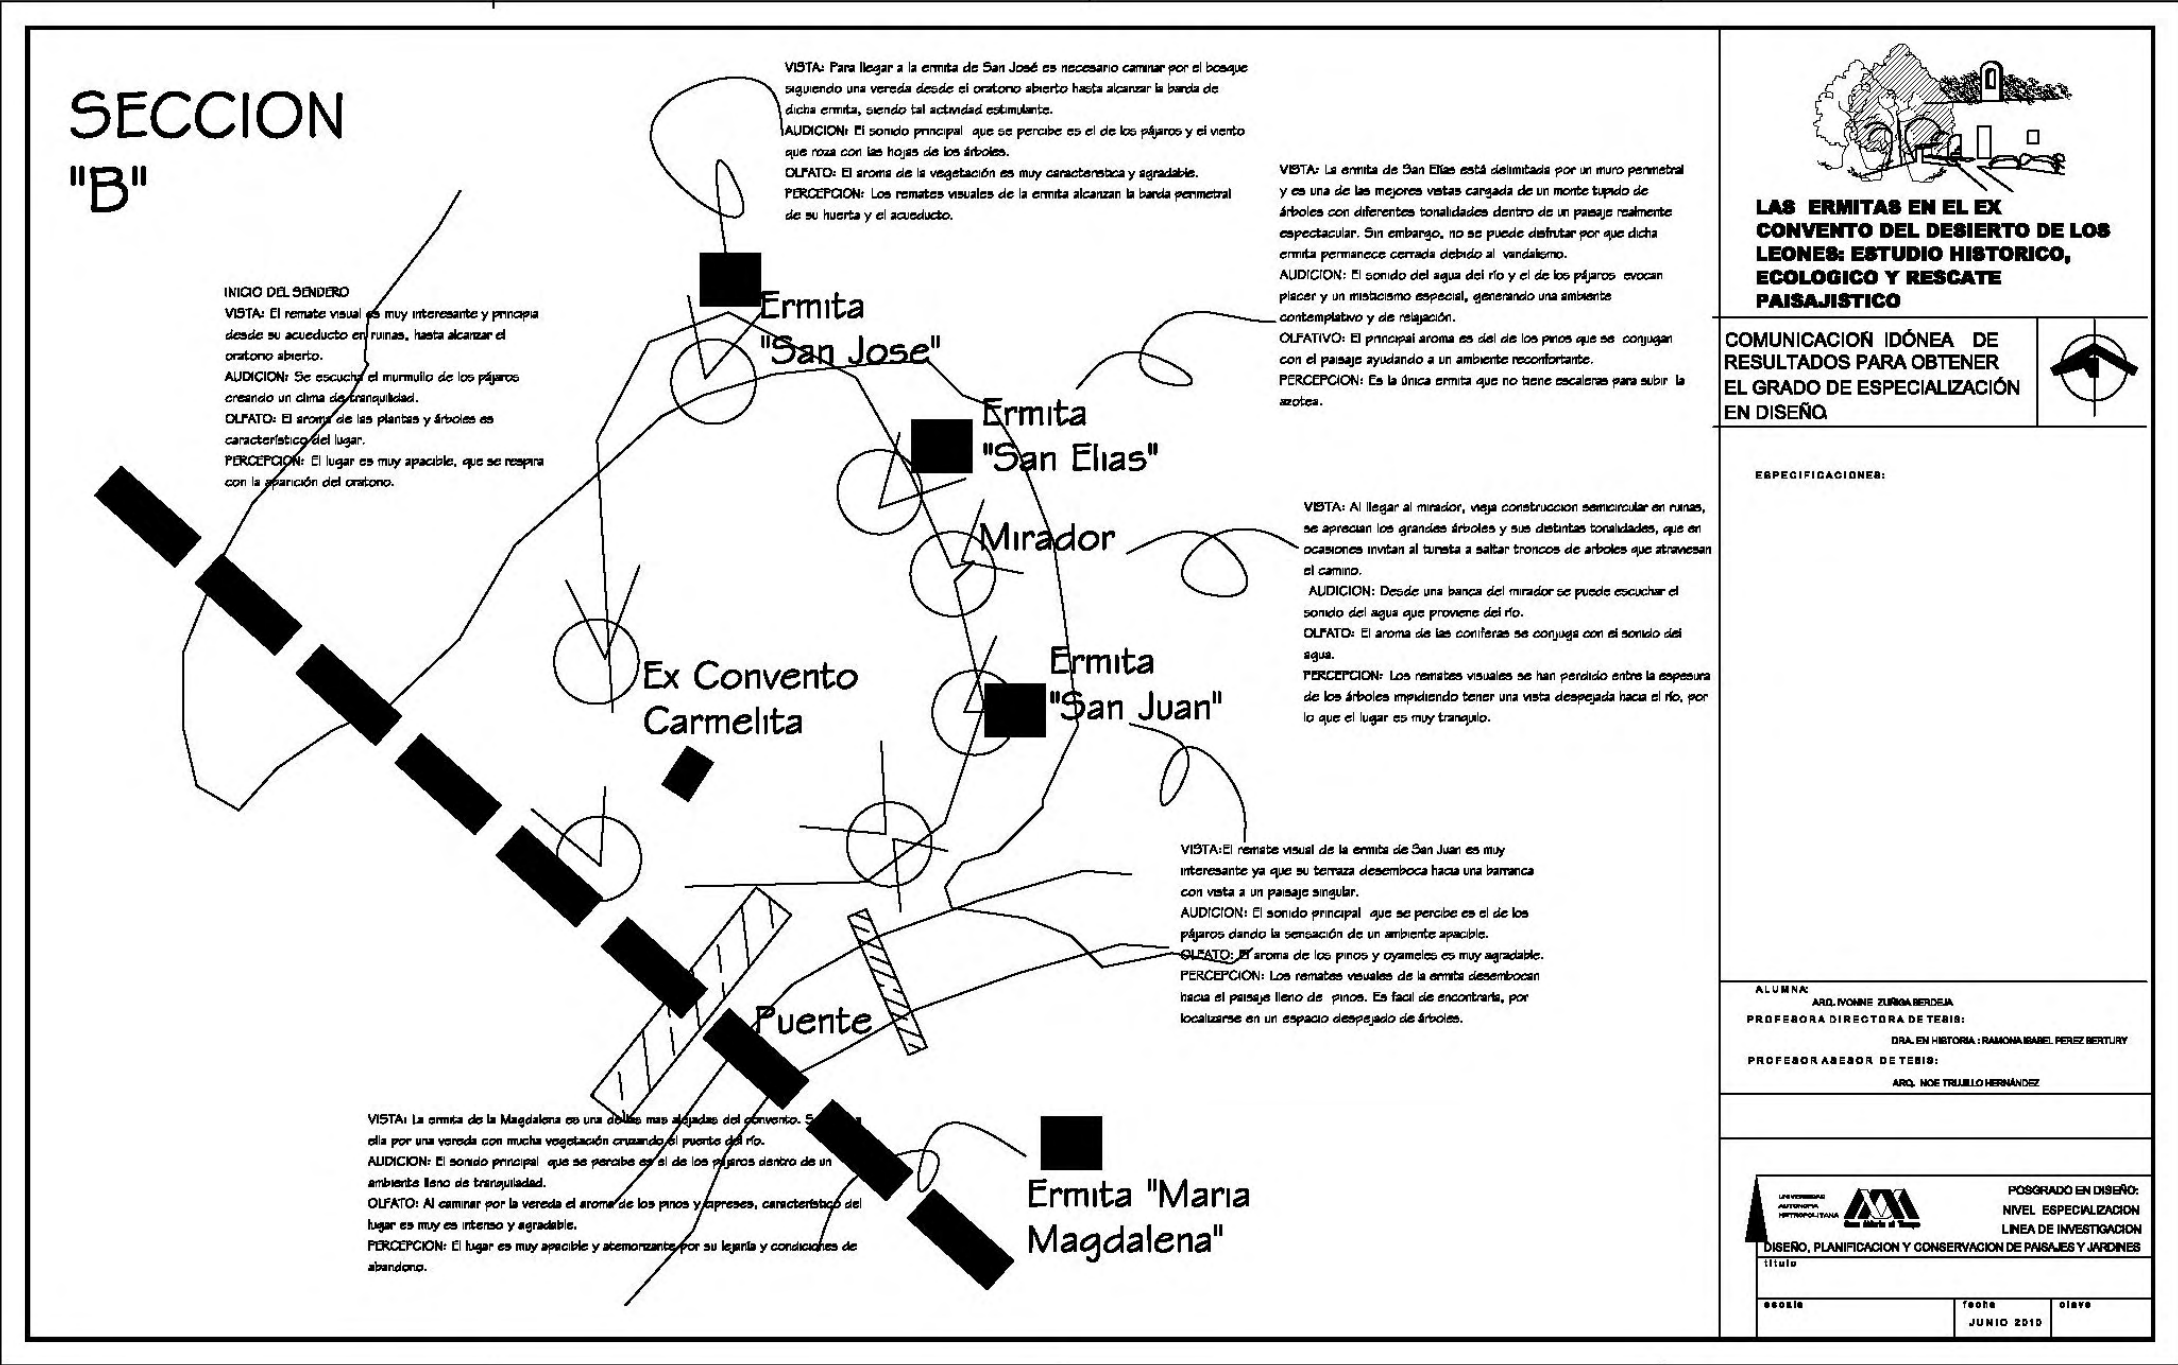 SECCION
"B"
VISTA: Para llegar a la ermita de San José es necesario caminar por el bosque
siguiendo una vereda desde el oratorio abierto hasta alcanzar la barda de
dicha ermita, siendo tal actividad estimulante.
AUDICION: El sonido principal que se percibe es el de los pájaros y el viento
que roza con las hojas de los árboles.
OLFATO: El aroma de la vegetación es muy caracteristica y agradable.
PERCEPCION: Los remates visuales de la ermita alcanzan la barda perimetral
de su huerta y el acueducto.
VISTA: La ermita de San Elías está delimitada por un muro perimetral
y es una de las mejores vistas cargada de un monte tupido de
árboles con diferentes tonalidades dentro de un paisaje realmente
espectacular. Sin embargo, no se puede disfrutar por que dicha
ermita permanece cerrada debido al vandalismo.
AUDICION: El sonido del agua del río y el de los pájaros evocan
placer y un misticismo especial, generando una ambiente
contemplativo y de relajación.
OLFATIVO: El principal aroma es del de los pinos que se conjugan
con el paisaje ayudando a un ambiente reconfortante.
PERCEPCION: Es la única ermita que no tiene escaleras para subir la
azotea.
INICIO DEL SENDERO
VISTA: El remate visual es muy interesante y principia
desde su acueducto en ruinas, hasta alcanzar el
oratorio abierto.
AUDICION: Se escucha el murmullo de los pájaros
creando un clima de tranquilidad.
OLFATO: El aroma de las plantas y árboles es
característico del lugar.
PERCEPCION: El lugar es muy apacible, que se respira
con la aparición del oratorio.
Ermita
"San Jose"
Ermita
"San Elias"
Mirador
VISTA: Al llegar al mirador, vieja construccion semicircular en ruinas,
se aprecian los grandes árboles y sus distintas tonalidades, que en
ocasiones invitan al turista a saltar troncos de arboles que atraviesan
el camino.
AUDICION: Desde una banca del mirador se puede escuchar el
sonido del agua que proviene del río.
OLFATO: El aroma de las coniferas se conjuga con el sonido del
agua.
PERCEPCION: Los remates visuales se han perdido entre la espesura
de los árboles impidiendo tener una vista despejada hacia el río, por
lo que el lugar es muy tranquilo.
Ex Convento
Carmelita
Ermita
"San Juan"
VISTA:El remate visual de la ermita de San Juan es muy
interesante ya que su terraza desemboca hacia una barranca
con vista a un paisaje singular.
AUDICION: El sonido principal que se percibe es el de los
pájaros dando la sensación de un ambiente apacible.
OLFATO: El aroma de los pinos y oyameles es muy agradable.
PERCEPCION: Los remates visuales de la ermita desembocan
hacia el paisaje lleno de pinos. Es facil de encontrarla, por
localizarse en un espacio despejado de árboles.
Puente
VISTA: La ermita de la Magdalena es una de las mas alejadas del convento.
ella por una vereda con mucha vegetación cruzando el puente del río.
AUDICION: El sonido principal que se percibe es el de los pájaros dentro de un
ambiente lleno de tranquiladad.
OLFATO: Al caminar por la vereda el aroma de los pinos y cipreses, característico del
lugar es muy es intenso y agradable.
PERCEPCION: El lugar es muy apacible y atemorizante por su lejanía y condiciones de
abandono.
Ermita "Maria
Magdalena"
LAS ERMITAS EN EL EX
CONVENTO DEL DESIERTO DE LOS
LEONES: ESTUDIO HISTORICO,
ECOLOGICO Y RESCATE
PAISAJISTICO
COMUNICACION IDÓNEA DE
RESULTADOS PARA OBTENER
EL GRADO DE ESPECIALIZACIÓN
EN DISEÑO.
ESPECIFICACIONES:
ALUMNA:
ARQ. IVONNE ZUÑIGA BERDEJA
PROFESORA DIRECTORA DE TESIS:
DRA. EN HISTORIA : RAMONA ISABEL PEREZ BERTURY
PROFESOR ASESOR DE TESIS:
ARQ. NOE TRUJILLO HERNÁNDEZ
UNIVERSIDAD
AUTONOMA
METROPOLITANA
Casa abierta al tiempo
POSGRADO EN DISEÑO:
NIVEL ESPECIALIZACION
LINEA DE INVESTIGACION
DISEÑO, PLANIFICACION Y CONSERVACION DE PAISAJES Y JARDINES
titulo
escala
fecha
clave
JUNIO 2010